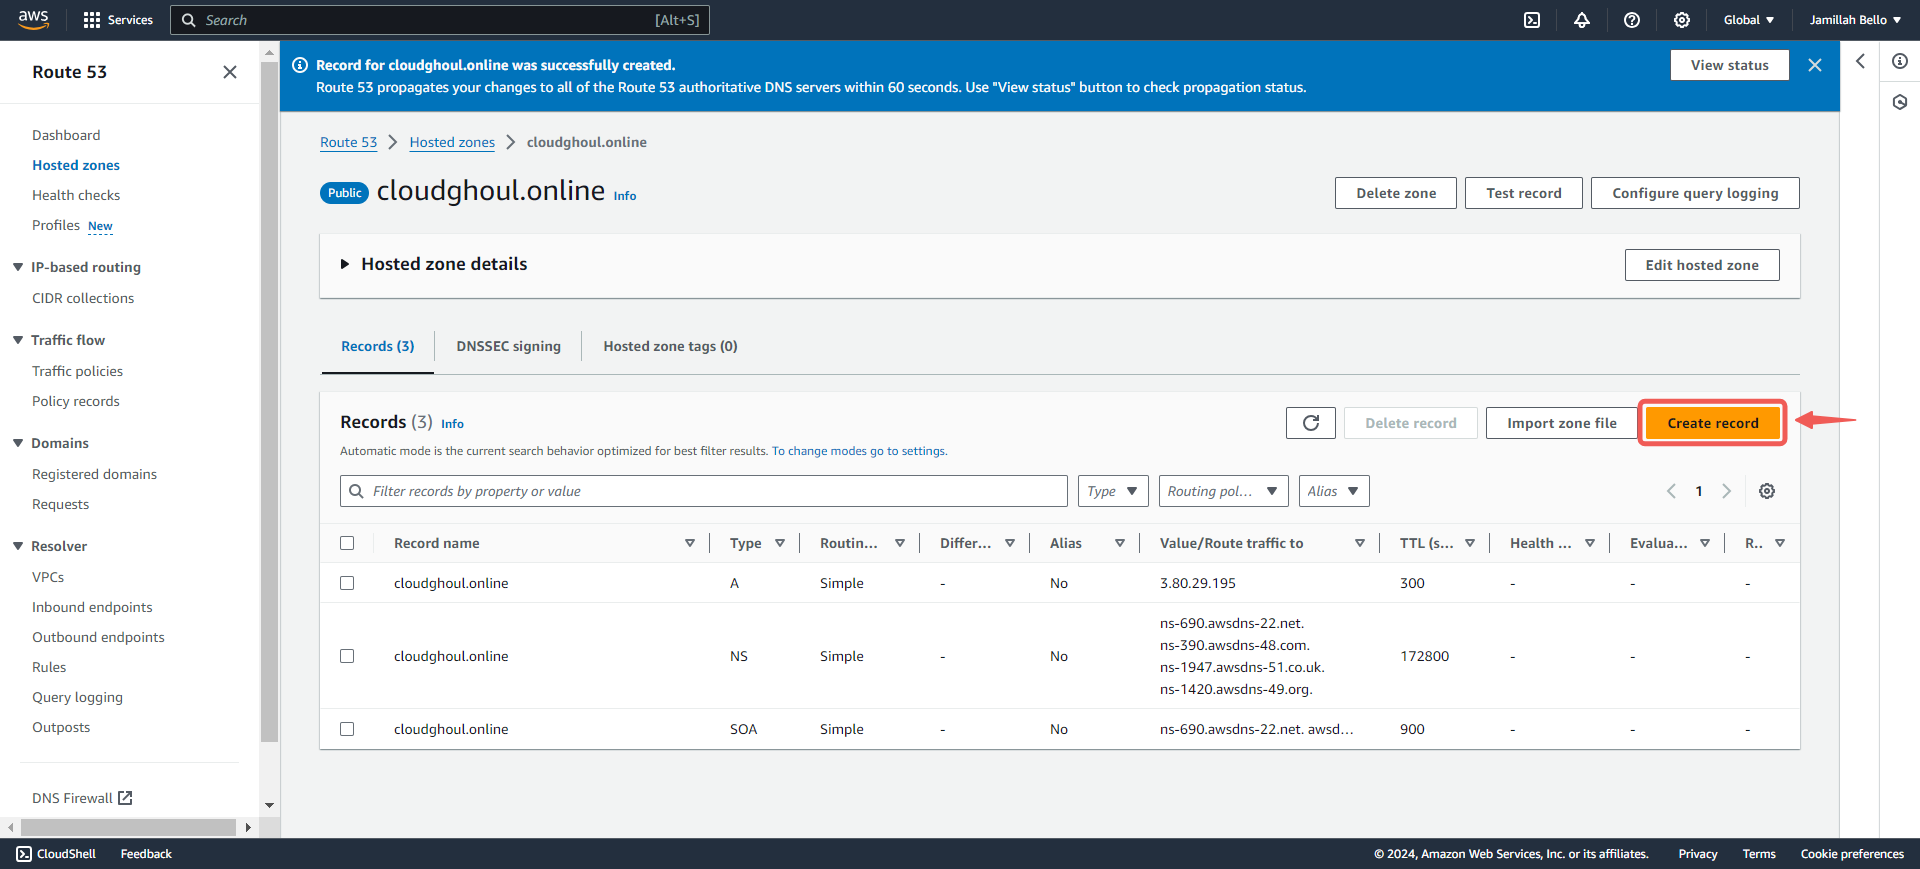 aws
Services
Search
[Alt+S]
Global
Jamillah Bello
Route 53
Dashboard
Hosted zones
Health checks
Profiles New
IP-based routing
CIDR collections
Traffic flow
Traffic policies
Policy records
Domains
Registered domains
Requests
Resolver
VPCs
Inbound endpoints
Outbound endpoints
Rules
Query logging
Outposts
DNS Firewall
Record for cloudghoul.online was successfully created.
Route 53 propagates your changes to all of the Route 53 authoritative DNS servers within 60 seconds. Use "View status" button to check propagation status.
View status
Route 53 Hosted zones cloudghoul.online
Public cloudghoul.online Info
Delete zone Test record Configure query logging
Hosted zone details
Edit hosted zone
Records (3) DNSSEC signing Hosted zone tags (0)
Records (3) Info
Delete record Import zone file Create record
Automatic mode is the current search behavior optimized for best filter results. To change modes go to settings.
Filter records by property or value
Type Routing pol... Alias
1
Record name Type Routin... Differ... Alias Value/Route traffic to TTL (s... Health ... Evalua... R..
cloudghoul.online A Simple - No 3.80.29.195 300 - - -
ns-690.awsdns-22.net.
ns-390.awsdns-48.com.
cloudghoul.online NS Simple - No ns-1947.awsdns-51.co.uk. 172800 - - -
ns-1420.awsdns-49.org.
cloudghoul.online SOA Simple - No ns-690.awsdns-22.net. awsd... 900 - - -
CloudShell Feedback
© 2024, Amazon Web Services, Inc. or its affiliates. Privacy Terms Cookie preferences